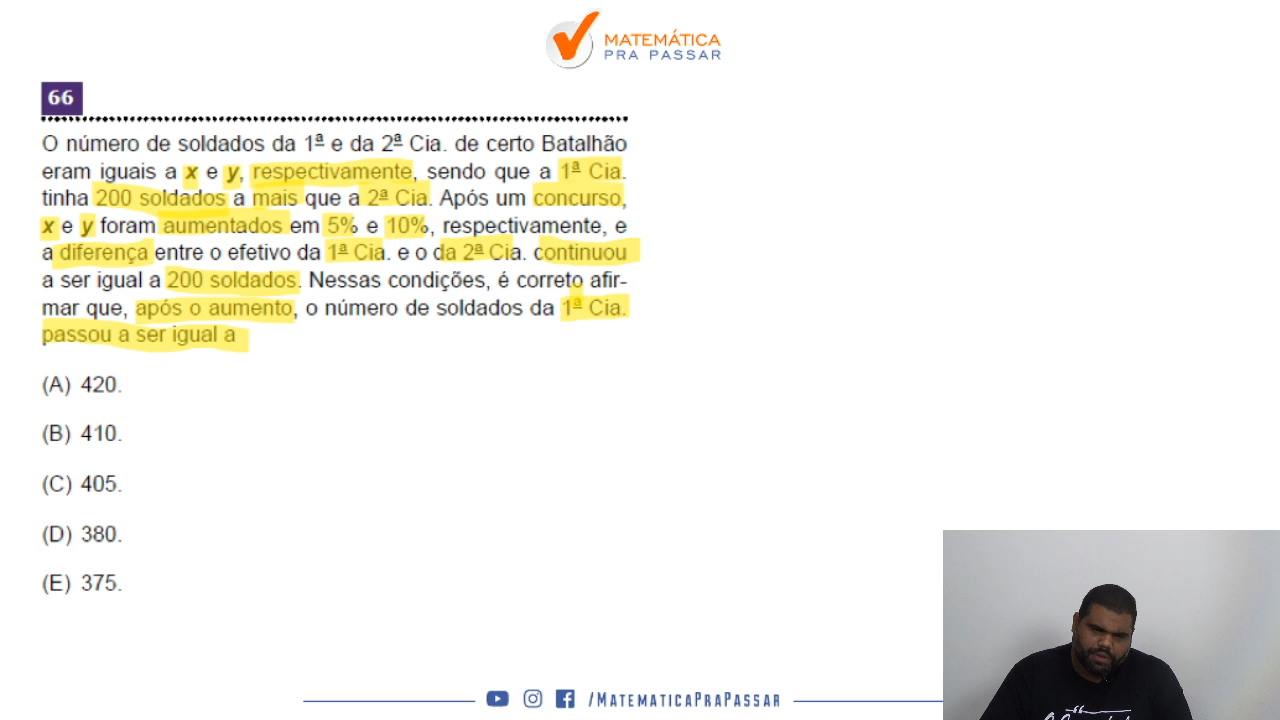 MATEMÁTICA
PRA PASSAR
66
O número de soldados da 1ª e da 2ª Cia. de certo Batalhão
eram iguais a x e y, respectivamente, sendo que a 1ª Cia.
tinha 200 soldados a mais que a 2ª Cia. Após um concurso,
x e y foram aumentados em 5% e 10%, respectivamente, e
a diferença entre o efetivo da 1ª Cia. e o da 2ª Cia. continuou
a ser igual a 200 soldados. Nessas condições, é correto afir-
mar que, após o aumento, o número de soldados da 1ª Cia.
passou a ser igual a
(A) 420.
(B) 410.
(C) 405.
(D) 380.
(E) 375.
/MATEMATICAPRAPASSAR